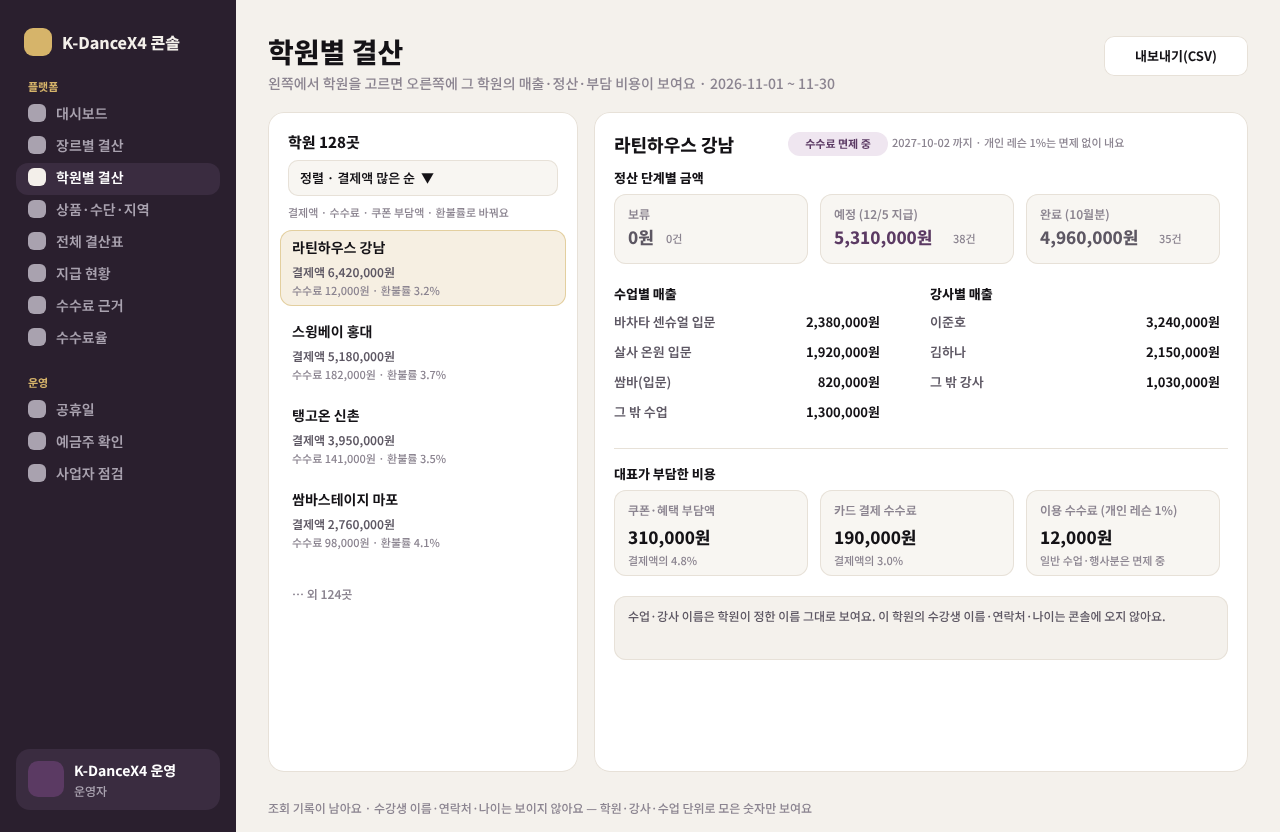 K-DanceX4 콘솔
플랫폼
대시보드
장르별 결산
학원별 결산
상품·수단·지역
전체 결산표
지급 현황
수수료 근거
수수료율
운영
공휴일
예금주 확인
사업자 점검
K-DanceX4 운영
운영자
학원별 결산
왼쪽에서 학원을 고르면 오른쪽에 그 학원의 매출·정산·부담 비용이 보여요 · 2026-11-01 ~ 11-30
내보내기(CSV)
학원 128곳
정렬 · 결제액 많은 순 ▼
결제액 · 수수료 · 쿠폰 부담액 · 환불률로 바꿔요
라틴하우스 강남
결제액 6,420,000원
수수료 12,000원 · 환불률 3.2%
스윙베이 홍대
결제액 5,180,000원
수수료 182,000원 · 환불률 3.7%
탱고온 신촌
결제액 3,950,000원
수수료 141,000원 · 환불률 3.5%
쌈바스테이지 마포
결제액 2,760,000원
수수료 98,000원 · 환불률 4.1%
… 외 124곳
라틴하우스 강남
수수료 면제 중
2027-10-02 까지 · 개인 레슨 1%는 면제 없이 내요
정산 단계별 금액
보류
0원 0건
예정 (12/5 지급)
5,310,000원 38건
완료 (10월분)
4,960,000원 35건
수업별 매출
바차타 센슈얼 입문 2,380,000원
살사 온원 입문 1,920,000원
쌈바(입문) 820,000원
그 밖 수업 1,300,000원
강사별 매출
이준호 3,240,000원
김하나 2,150,000원
그 밖 강사 1,030,000원
대표가 부담한 비용
쿠폰·혜택 부담액
310,000원
결제액의 4.8%
카드 결제 수수료
190,000원
결제액의 3.0%
이용 수수료 (개인 레슨 1%)
12,000원
일반 수업·행사분은 면제 중
수업·강사 이름은 학원이 정한 이름 그대로 보여요. 이 학원의 수강생 이름·연락처·나이는 콘솔에 오지 않아요.
조회 기록이 남아요 · 수강생 이름·연락처·나이는 보이지 않아요 — 학원·강사·수업 단위로 모은 숫자만 보여요